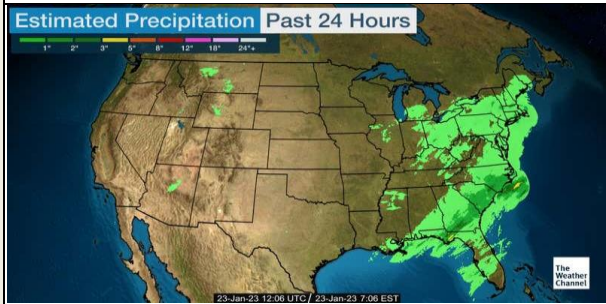 Estimated Precipitation Past 24 Hours
1" 2" 3" 5" 8" 12" 18" 24"+
The
Weather
Channel
23-Jan-23 12:06 UTC / 23-Jan-23 7:06 EST